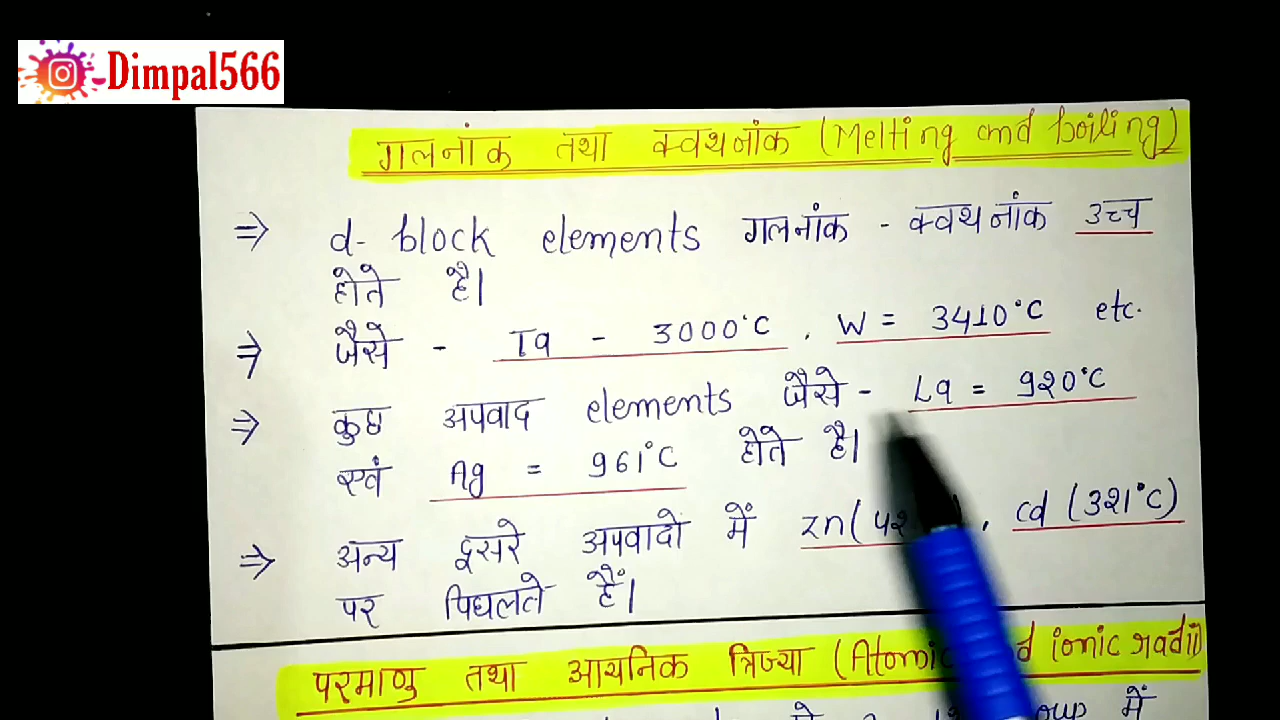 Dimpal566
गलनांक तथा क्वथनांक (Melting and boiling)
⇒ d-block elements गलनांक - क्वथनांक उच्च
होते है।
⇒ जैसे - Ta - 3000°C , W = 3410°C etc.
⇒ कुछ अपवाद elements जैसे - La = 920°C
एवं Ag = 961°C होते है।
⇒ अन्य दूसरे अपवादो में zn( , cd (321°C)
पर पिघलते हैं।
परमाणु तथा आयनिक त्रिज्या ( ionic radii
में